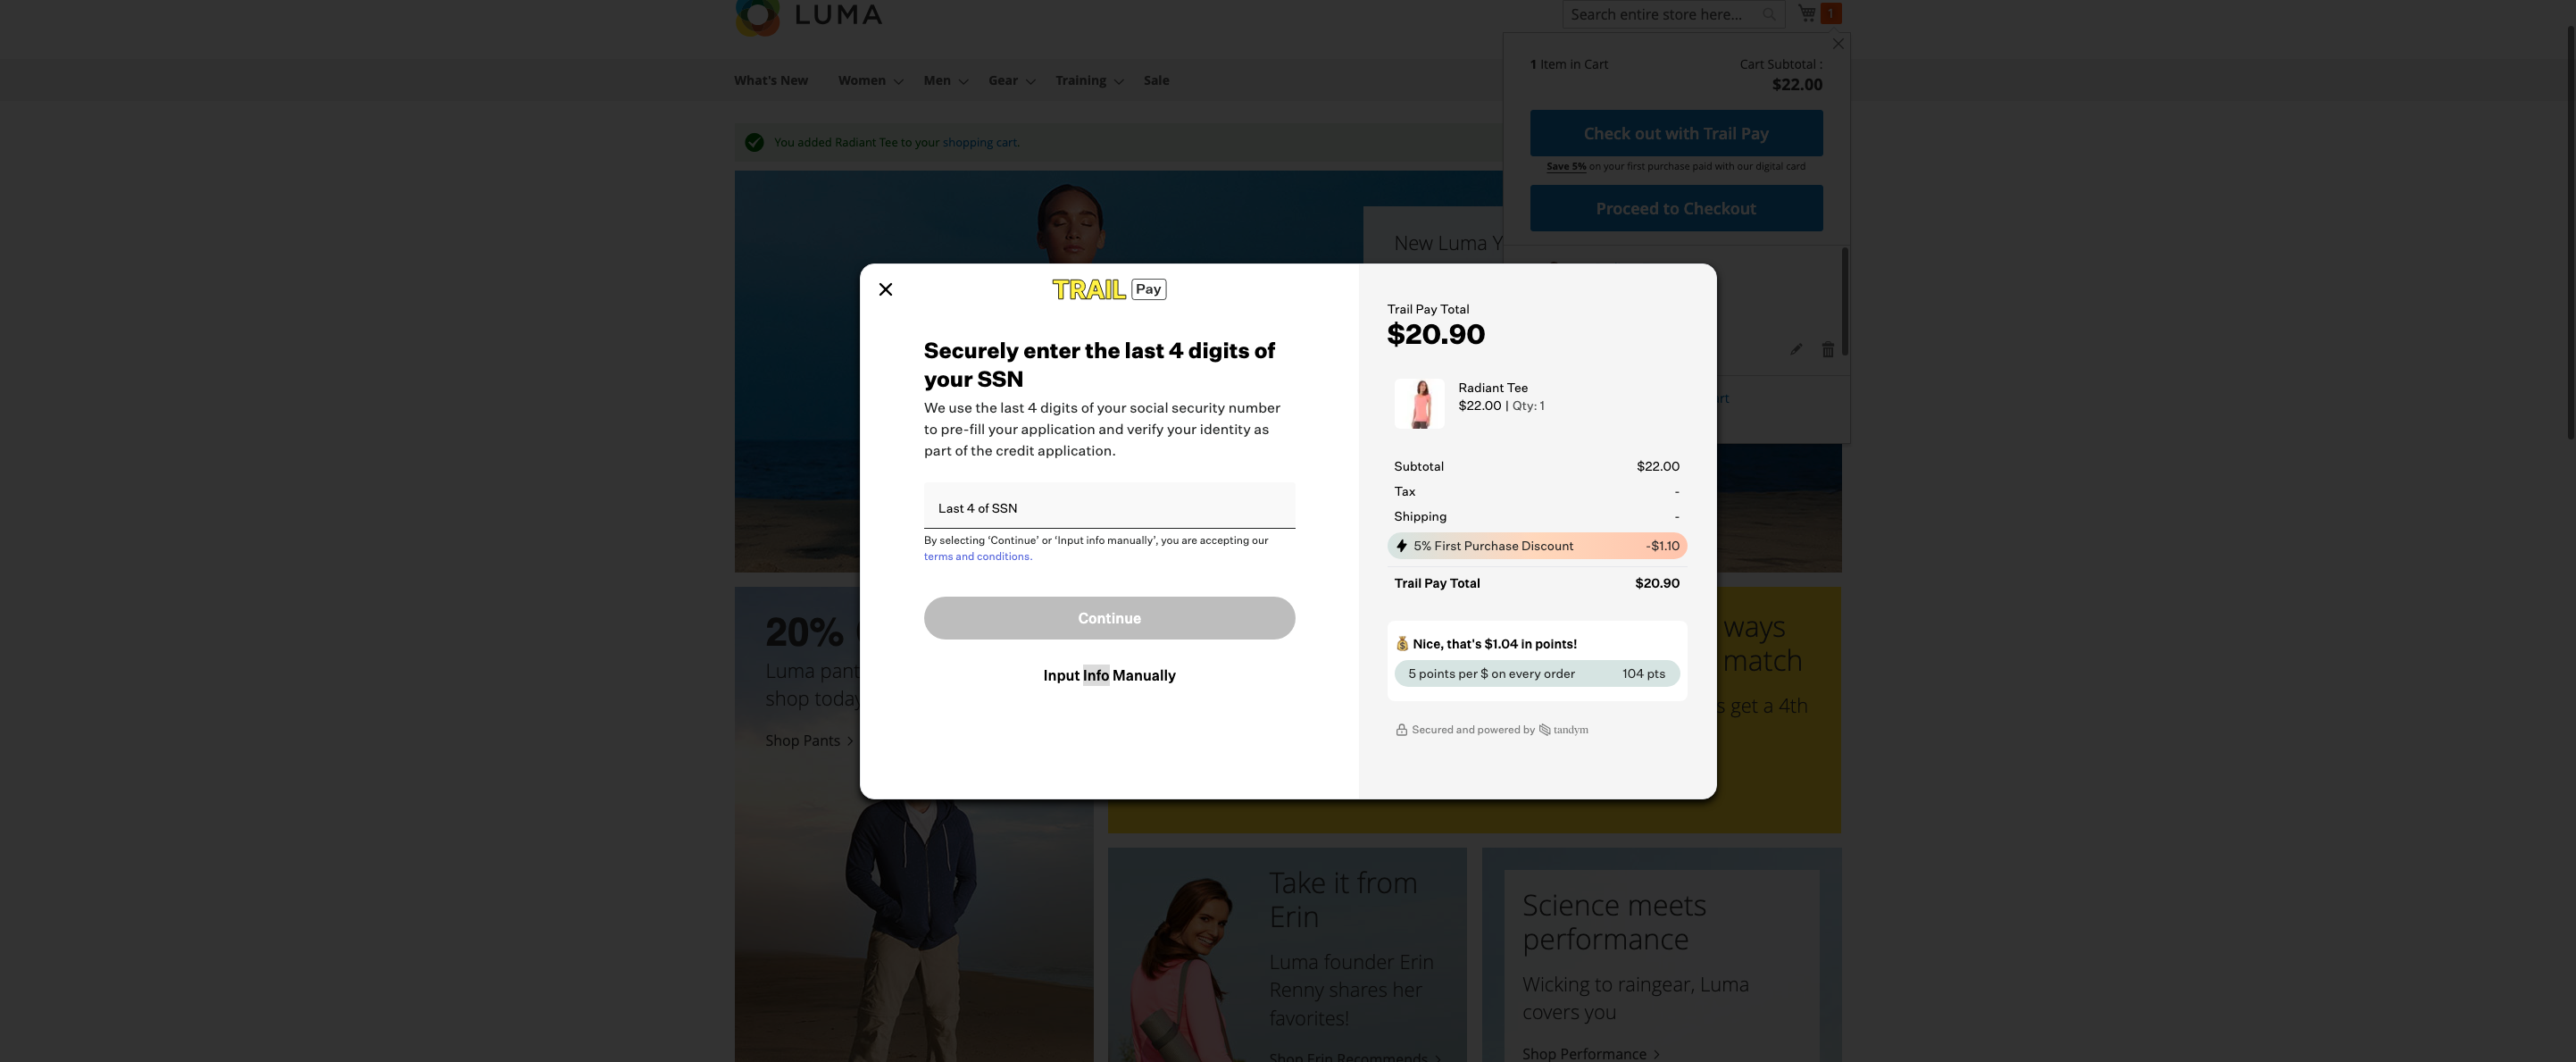 LUMA
Search entire store here...
1
What's New
Women
Men
Gear
Training
Sale
1 Item in Cart
Cart Subtotal :
$22.00
Check out with Trail Pay
Save 5% on your first purchase paid with our digital card
Proceed to Checkout
You added Radiant Tee to your shopping cart.
New Luma Y
TRAIL Pay
Securely enter the last 4 digits of
your SSN
We use the last 4 digits of your social security number
to pre-fill your application and verify your identity as
part of the credit application.
Last 4 of SSN
By selecting ‘Continue’ or ‘Input info manually’, you are accepting our
terms and conditions.
Continue
Input Info Manually
Trail Pay Total
$20.90
Radiant Tee
$22.00 | Qty: 1
Subtotal $22.00
Tax -
Shipping -
5% First Purchase Discount -$1.10
Trail Pay Total $20.90
Nice, that's $1.04 in points!
5 points per $ on every order 104 pts
Secured and powered by tandym
20%
Luma pant
shop today
Shop Pants >
ways
match
s get a 4th
Take it from
Erin
Luma founder Erin
Renny shares her
favorites!
Shop Erin Recommends >
Science meets
performance
Wicking to raingear, Luma
covers you
Shop Performance >